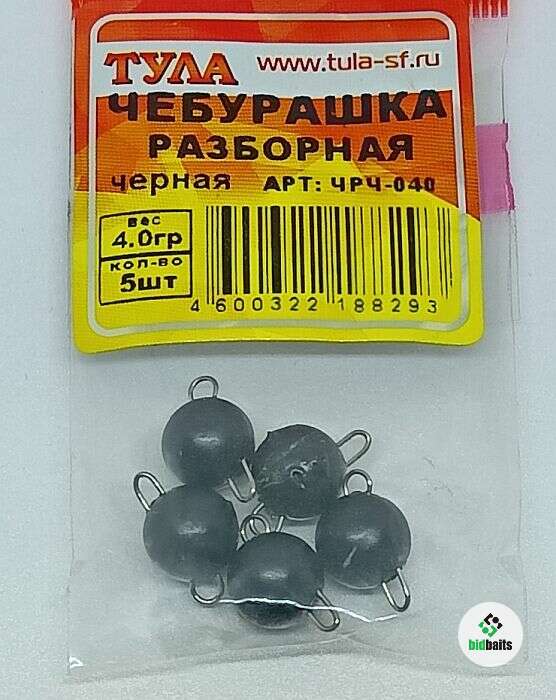 ТУЛА www.tula-sf.ru
ЧЕБУРАШКА
РАЗБОРНАЯ
черная АРТ: ЧРЧ-040
вес
4.0гр
кол-во
5шт
4 600322 188293
bidbaits